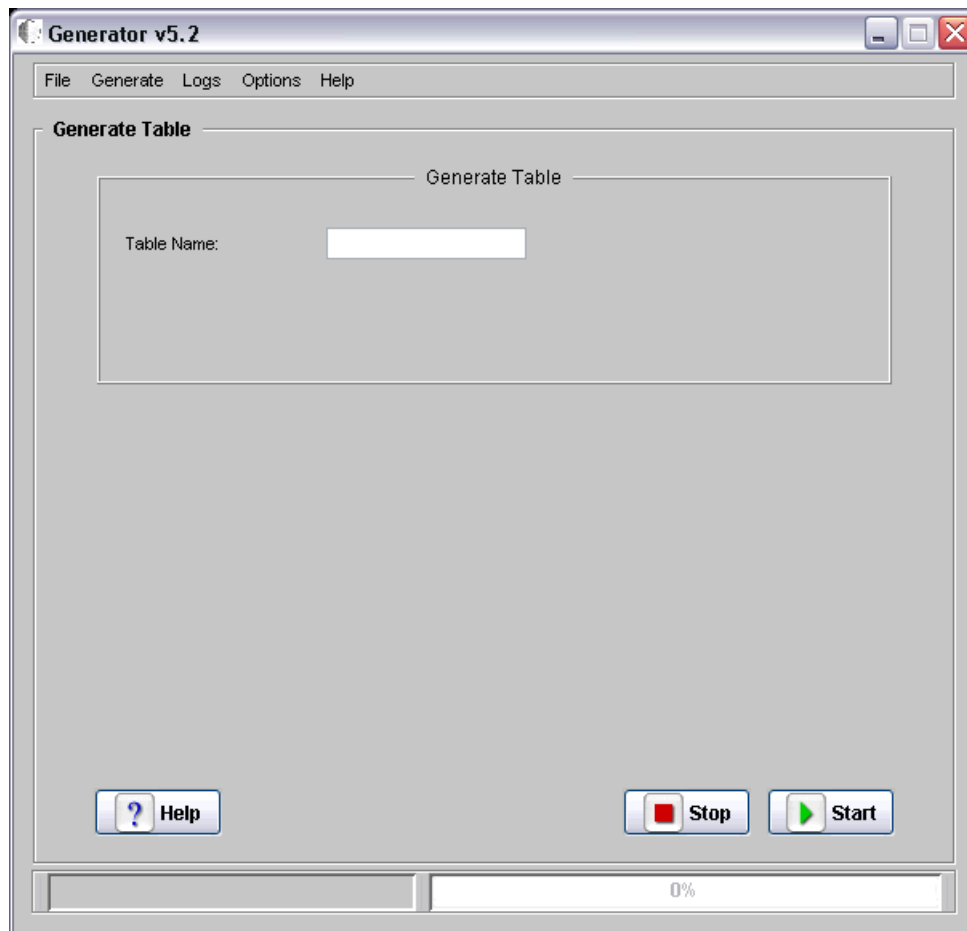 Generator v5.2
File Generate Logs Options Help
Generate Table
Generate Table
Table Name:
? Help
Stop
Start
0%